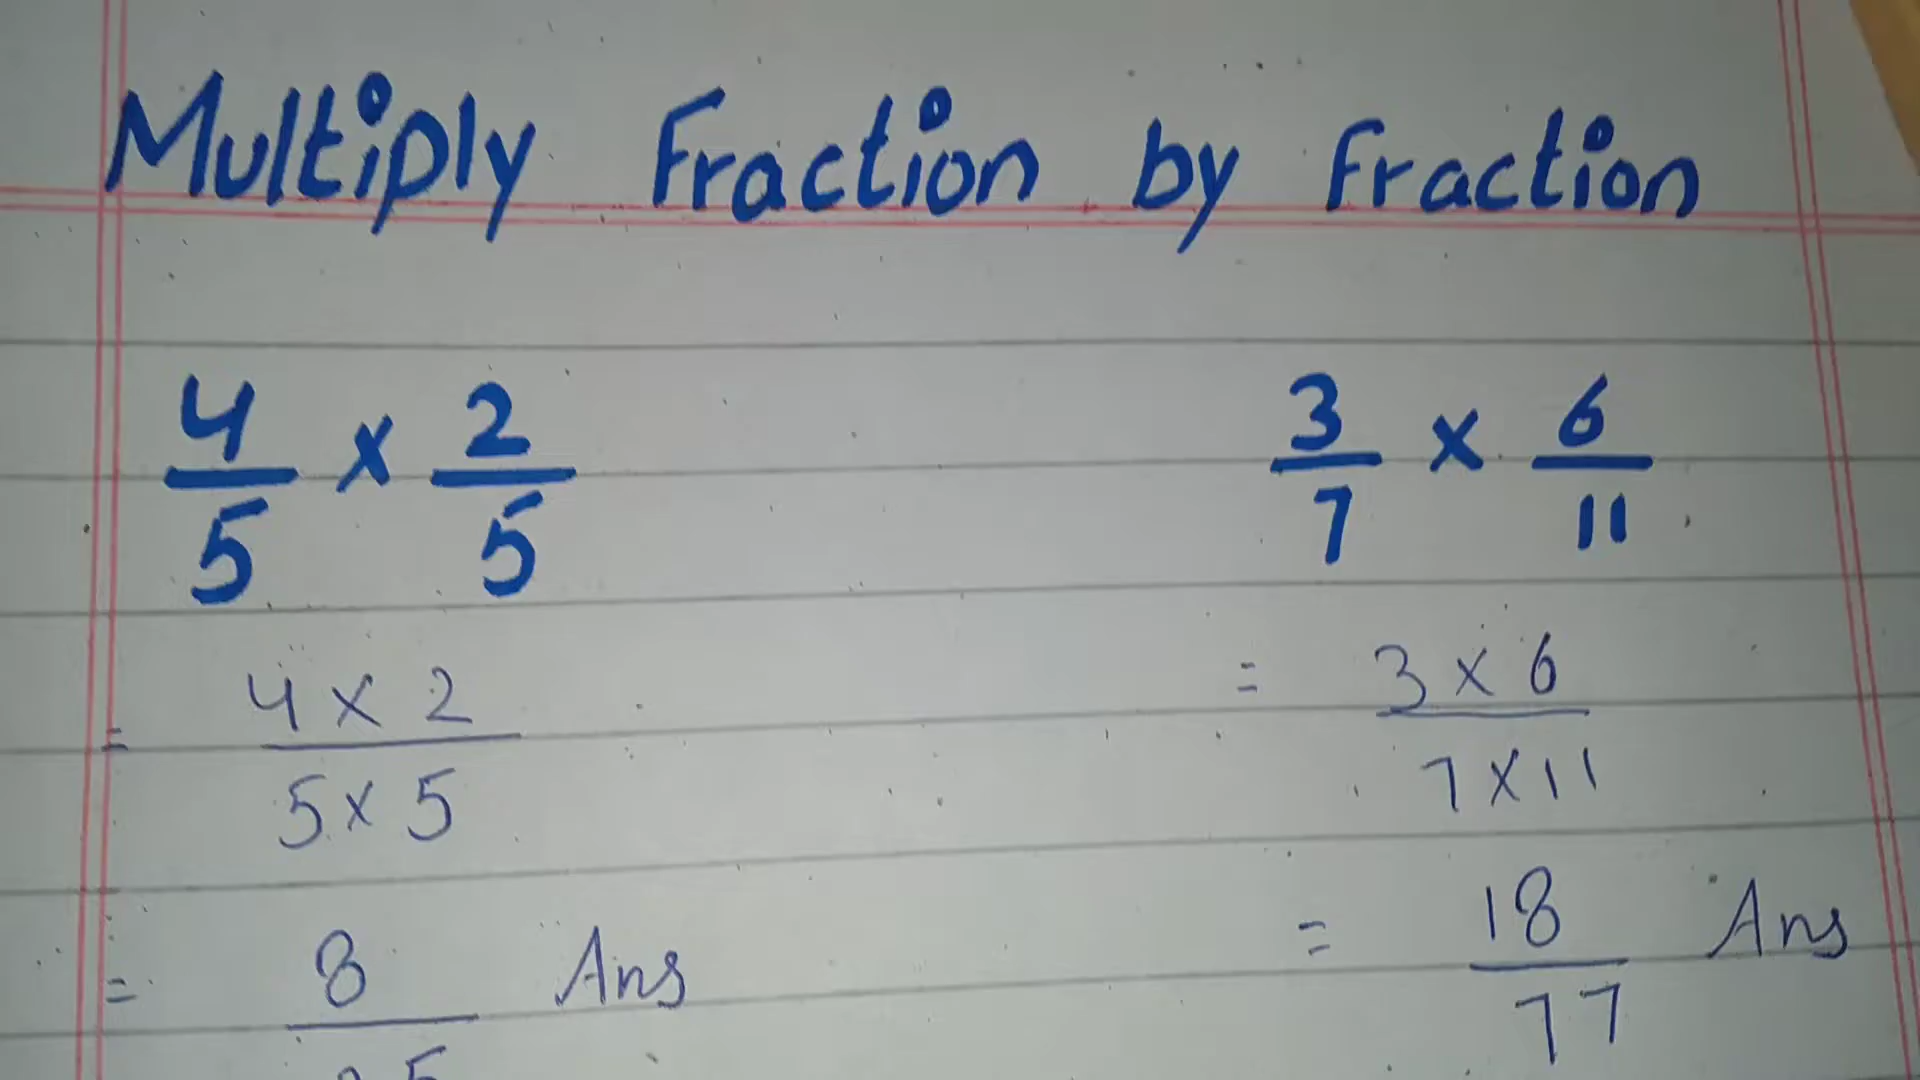 Multiply Fraction by Fraction
4/5 x 2/5
= 4 x 2 / 5 x 5
= 8/25 Ans
3/7 x 6/11
= 3 x 6 / 7 x 11
= 18/77 Ans